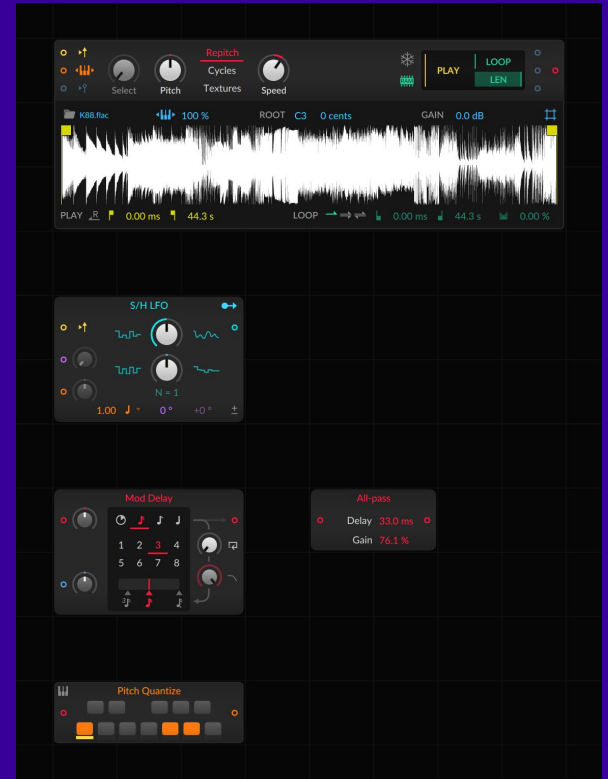 Repitch
Cycles
Textures
Select
Pitch
Speed
PLAY
LOOP
LEN
K88.flac
100 %
ROOT C3 0 cents
GAIN 0.0 dB
PLAY R 0.00 ms 44.3 s
LOOP 0.00 ms 44.3 s 0.00 %
S/H LFO
N = 1
1.00 0 ° +0 ° ±
Mod Delay
1 2 3 4
5 6 7 8
3
All-pass
Delay 33.0 ms
Gain 76.1 %
Pitch Quantize